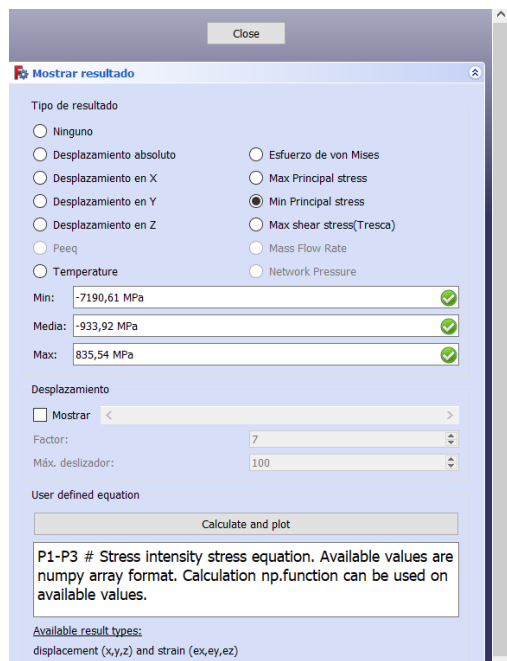 Close
Mostrar resultado
Tipo de resultado
Ninguno
Desplazamiento absoluto
Esfuerzo de von Mises
Desplazamiento en X
Max Principal stress
Desplazamiento en Y
Min Principal stress
Desplazamiento en Z
Max shear stress(Tresca)
Peeq
Mass Flow Rate
Temperature
Network Pressure
Min: -7190,61 MPa
Media: -933,92 MPa
Max: 835,54 MPa
Desplazamiento
Mostrar
Factor: 7
Máx. deslizador: 100
User defined equation
Calculate and plot
P1-P3 # Stress intensity stress equation. Available values are
numpy array format. Calculation np.function can be used on
available values.
Available result types:
displacement (x,y,z) and strain (ex,ey,ez)